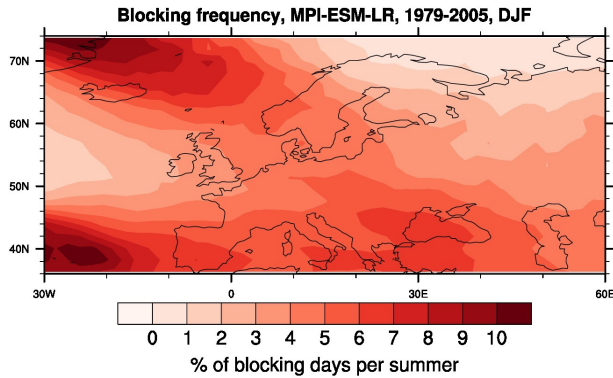 Blocking frequency, MPI-ESM-LR, 1979-2005, DJF
70N
60N
50N
40N
30W 0 30E 60E
0 1 2 3 4 5 6 7 8 9 10
% of blocking days per summer